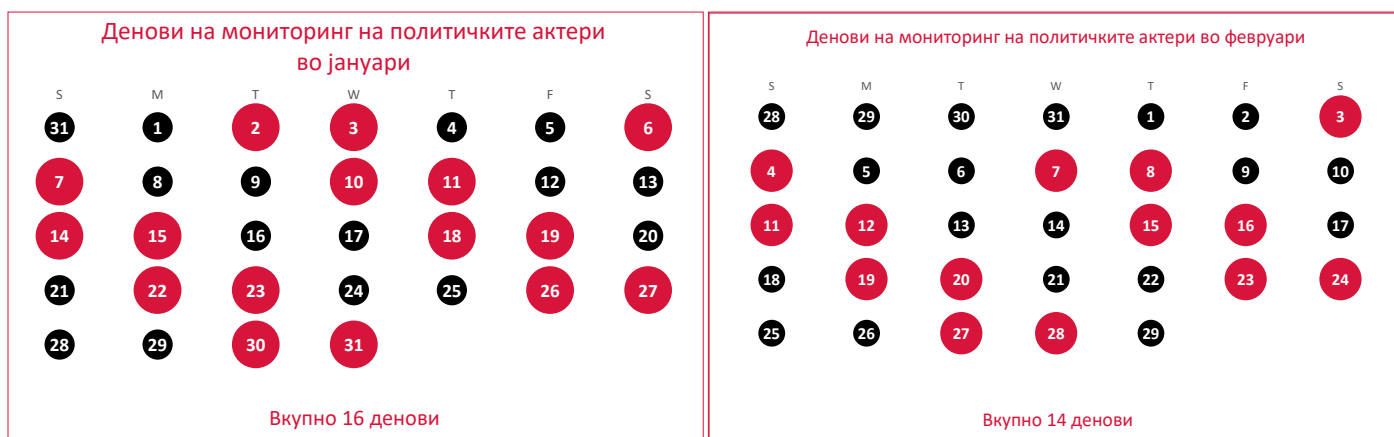 Денови на мониторинг на политичките актери
во јануари
S M T W T F S
31 1 2 3 4 5 6
7 8 9 10 11 12 13
14 15 16 17 18 19 20
21 22 23 24 25 26 27
28 29 30 31
Вкупно 16 денови
Денови на мониторинг на политичките актери во февруари
S M T W T F S
28 29 30 31 1 2 3
4 5 6 7 8 9 10
11 12 13 14 15 16 17
18 19 20 21 22 23 24
25 26 27 28 29
Вкупно 14 денови